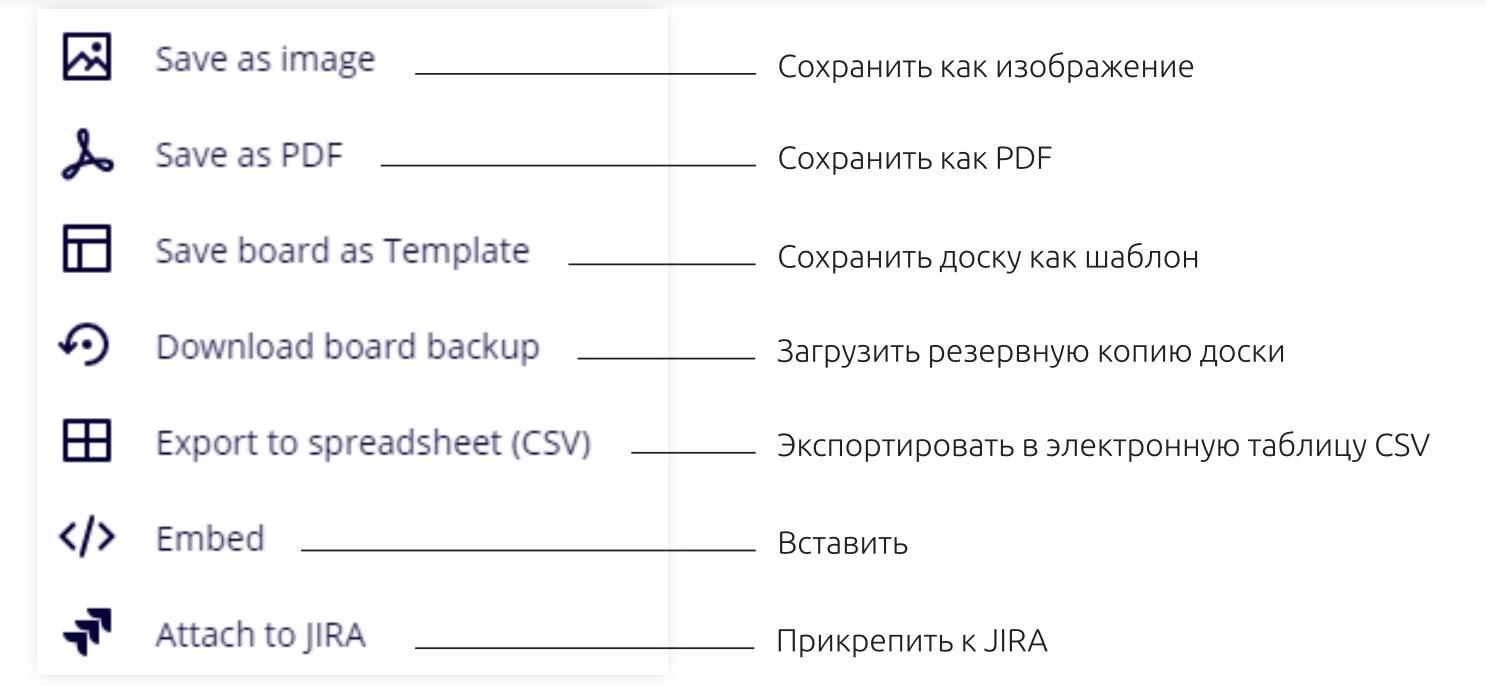 Save as image Сохранить как изображение
Save as PDF Сохранить как PDF
Save board as Template Сохранить доску как шаблон
Download board backup Загрузить резервную копию доски
Export to spreadsheet (CSV) Экспортировать в электронную таблицу CSV
Embed Вставить
Attach to JIRA Прикрепить к JIRA